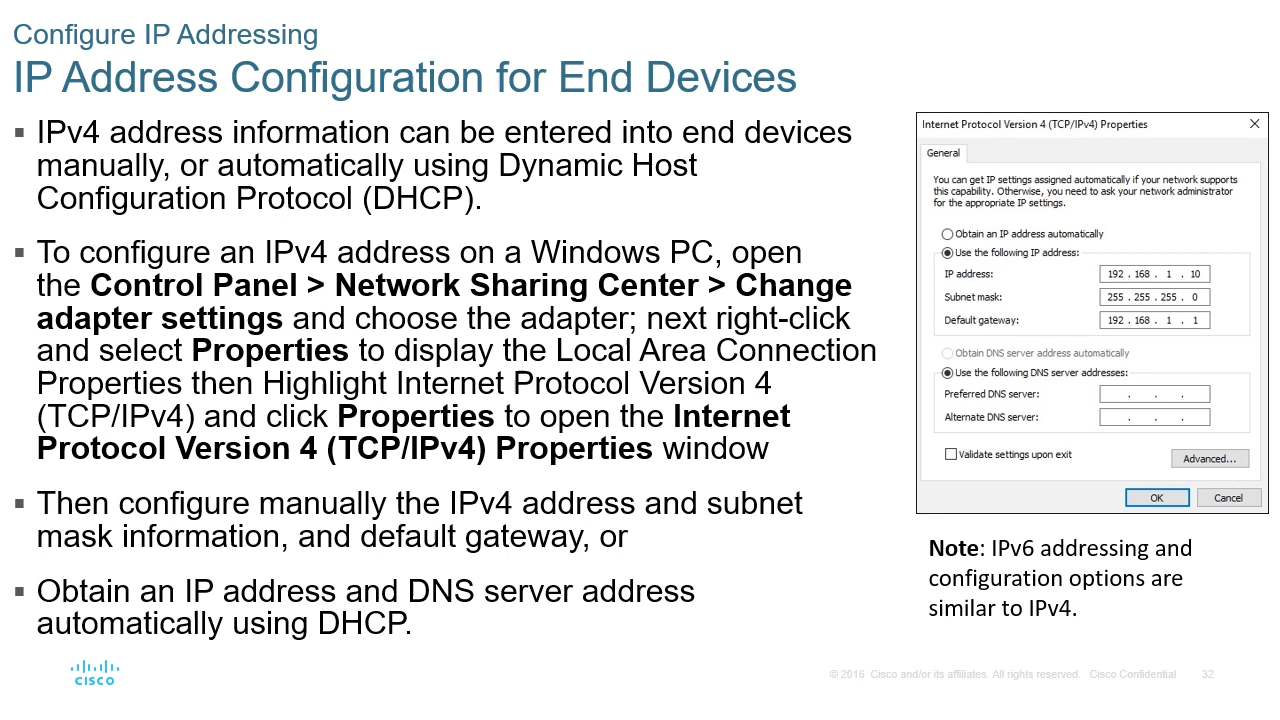 Configure IP Addressing
IP Address Configuration for End Devices
▪ IPv4 address information can be entered into end devices
manually, or automatically using Dynamic Host
Configuration Protocol (DHCP).
▪ To configure an IPv4 address on a Windows PC, open
the Control Panel > Network Sharing Center > Change
adapter settings and choose the adapter; next right-click
and select Properties to display the Local Area Connection
Properties then Highlight Internet Protocol Version 4
(TCP/IPv4) and click Properties to open the Internet
Protocol Version 4 (TCP/IPv4) Properties window
▪ Then configure manually the IPv4 address and subnet
mask information, and default gateway, or
▪ Obtain an IP address and DNS server address
automatically using DHCP.
Internet Protocol Version 4 (TCP/IPv4) Properties
General
You can get IP settings assigned automatically if your network supports
this capability. Otherwise, you need to ask your network administrator
for the appropriate IP settings.
Obtain an IP address automatically
Use the following IP address:
IP address: 192 . 168 . 1 . 10
Subnet mask: 255 . 255 . 255 . 0
Default gateway: 192 . 168 . 1 . 1
Obtain DNS server address automatically
Use the following DNS server addresses:
Preferred DNS server: . . .
Alternate DNS server: . . .
Validate settings upon exit
Advanced...
OK Cancel
Note: IPv6 addressing and
configuration options are
similar to IPv4.
CISCO
© 2016 Cisco and/or its affiliates. All rights reserved. Cisco Confidential 32